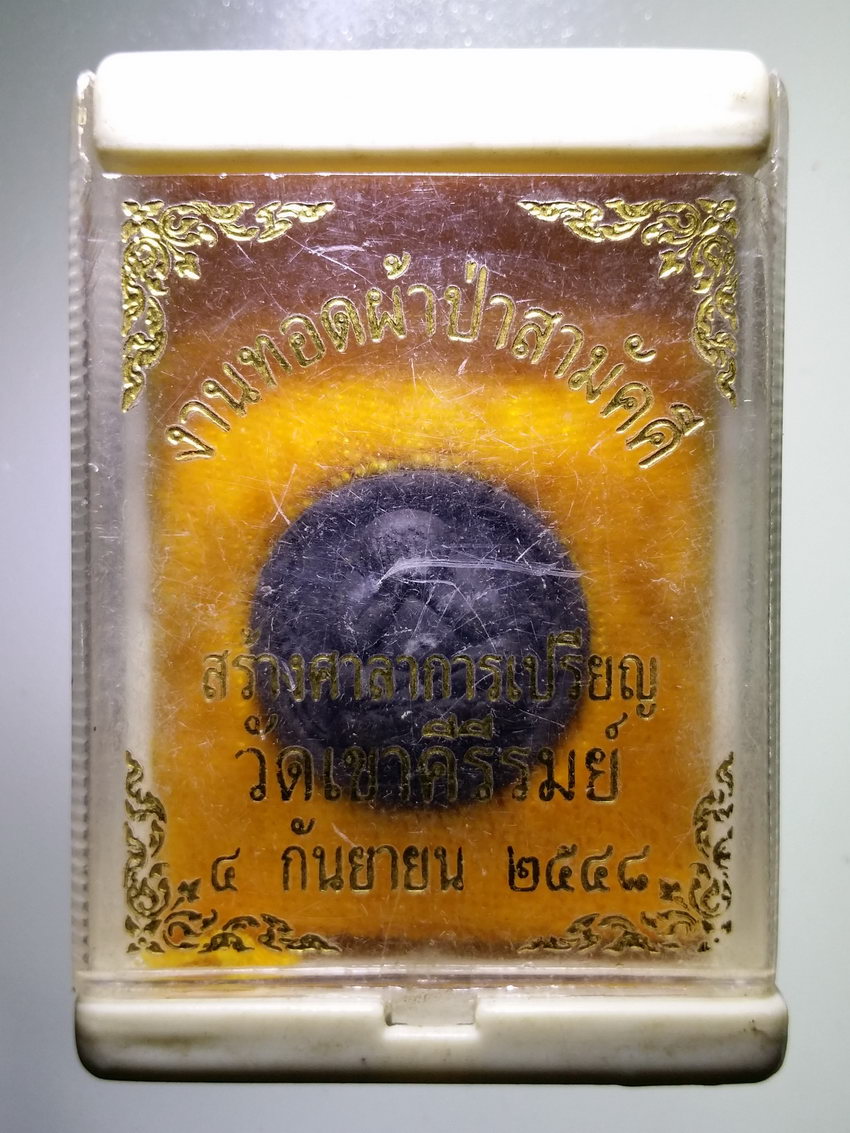 งานทอดผ้าป่าสามัคคี
สร้างศาลาการเปรียญ
วัดเขาคีรีรมย์
๔ กันยายน ๒๕๔๘